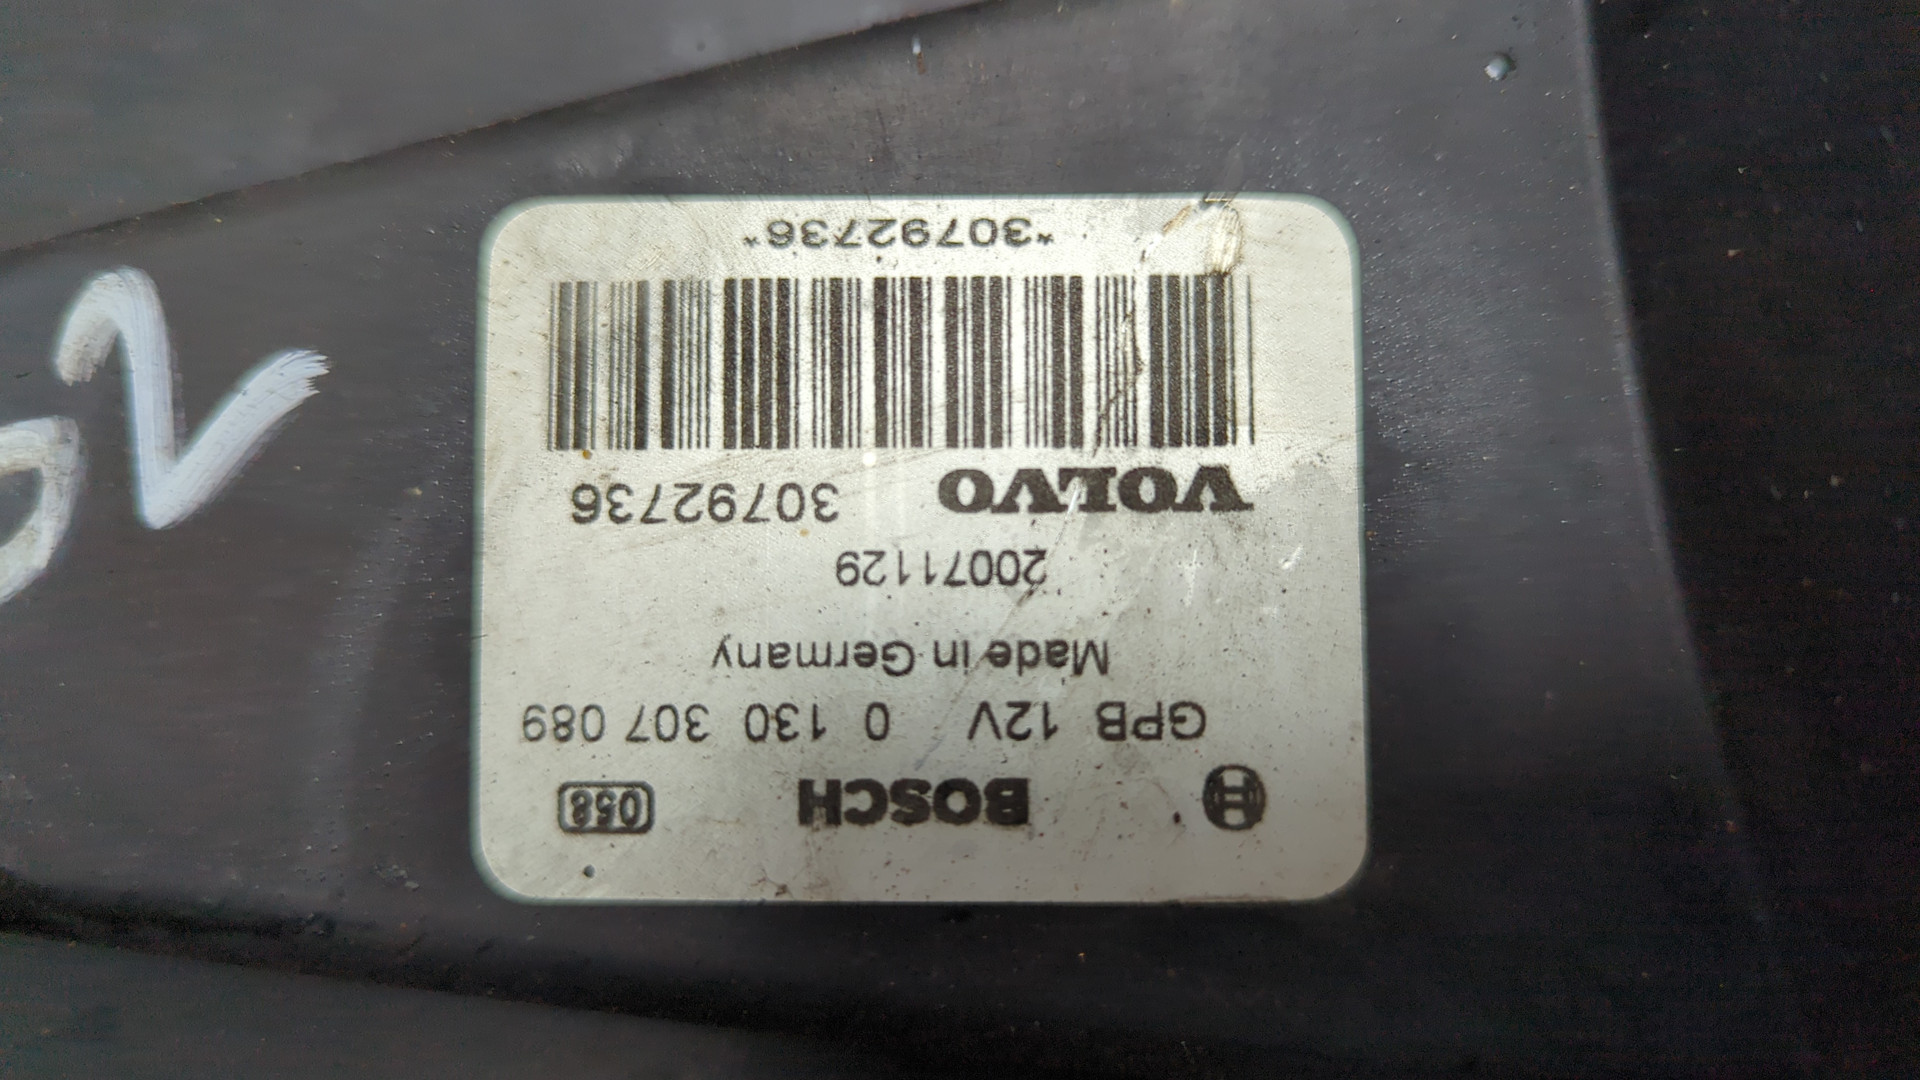 BOSCH 058
GPB 12V 0 130 307 089
Made in Germany
20071129
VOLVO 30792736
*30792736*